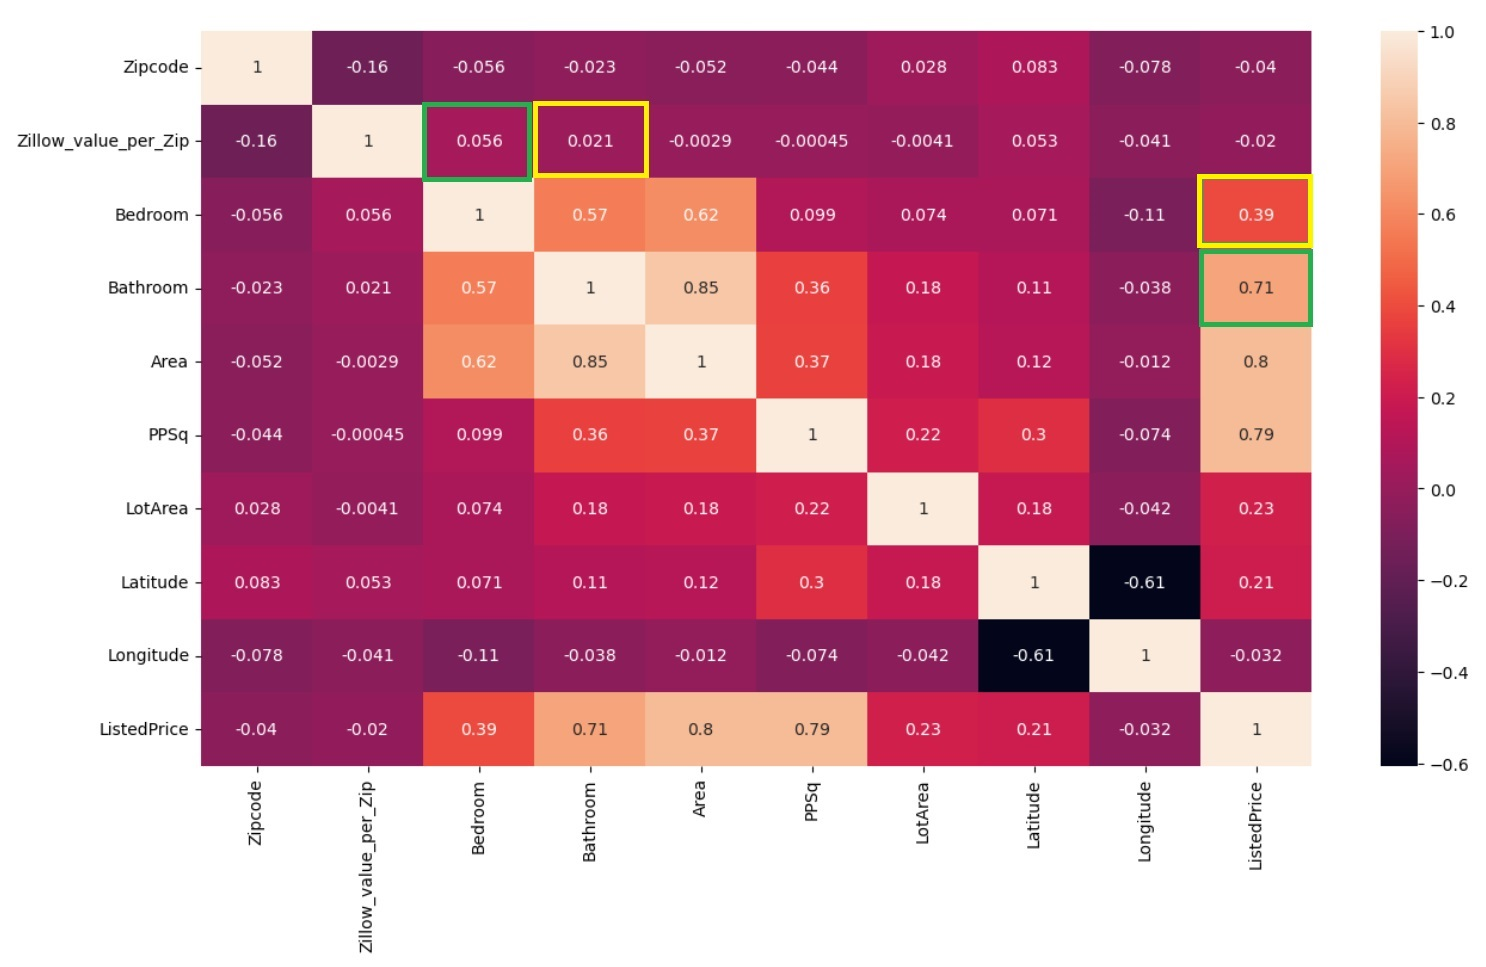 Zipcode 1 -0.16 -0.056 -0.023 -0.052 -0.044 0.028 0.083 -0.078 -0.04
Zillow_value_per_Zip -0.16 1 0.056 0.021 -0.0029 -0.00045 -0.0041 0.053 -0.041 -0.02
Bedroom -0.056 0.056 1 0.57 0.62 0.099 0.074 0.071 -0.11 0.39
Bathroom -0.023 0.021 0.57 1 0.85 0.36 0.18 0.11 -0.038 0.71
Area -0.052 -0.0029 0.62 0.85 1 0.37 0.18 0.12 -0.012 0.8
PPSq -0.044 -0.00045 0.099 0.36 0.37 1 0.22 0.3 -0.074 0.79
LotArea 0.028 -0.0041 0.074 0.18 0.18 0.22 1 0.18 -0.042 0.23
Latitude 0.083 0.053 0.071 0.11 0.12 0.3 0.18 1 -0.61 0.21
Longitude -0.078 -0.041 -0.11 -0.038 -0.012 -0.074 -0.042 -0.61 1 -0.032
ListedPrice -0.04 -0.02 0.39 0.71 0.8 0.79 0.23 0.21 -0.032 1
Zipcode
Zillow_value_per_Zip
Bedroom
Bathroom
Area
PPSq
LotArea
Latitude
Longitude
ListedPrice
1.0
0.8
0.6
0.4
0.2
0.0
−0.2
−0.4
−0.6